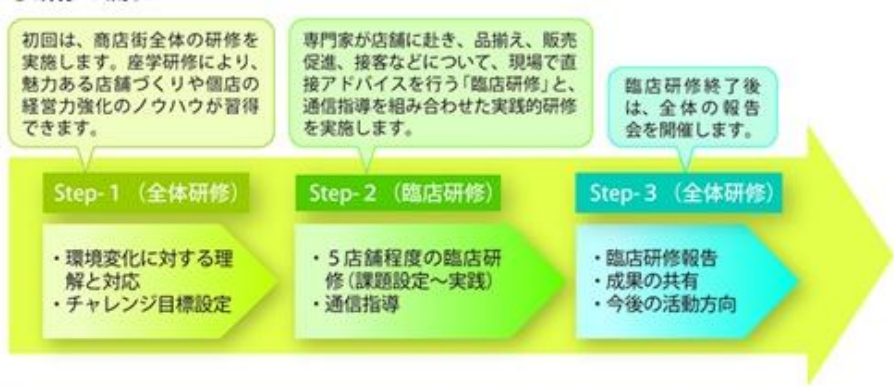 初回は、商店街全体の研修を
実施します。座学研修により、
魅力ある店舗づくりや個店の
経営力強化のノウハウが習得
できます。
専門家が店舗に赴き、品揃え、販売
促進、接客などについて、現場で直
接アドバイスを行う「臨店研修」と、
通信指導を組み合わせた実践的研修
を実施します。
臨店研修終了後
は、全体の報告
会を開催します。
Step-1（全体研修）
・環境変化に対する理
解と対応
・チャレンジ目標設定
Step-2（臨店研修）
・５店舗程度の臨店研
修（課題設定～実践）
・通信指導
Step-3（全体研修）
・臨店研修報告
・成果の共有
・今後の活動方向